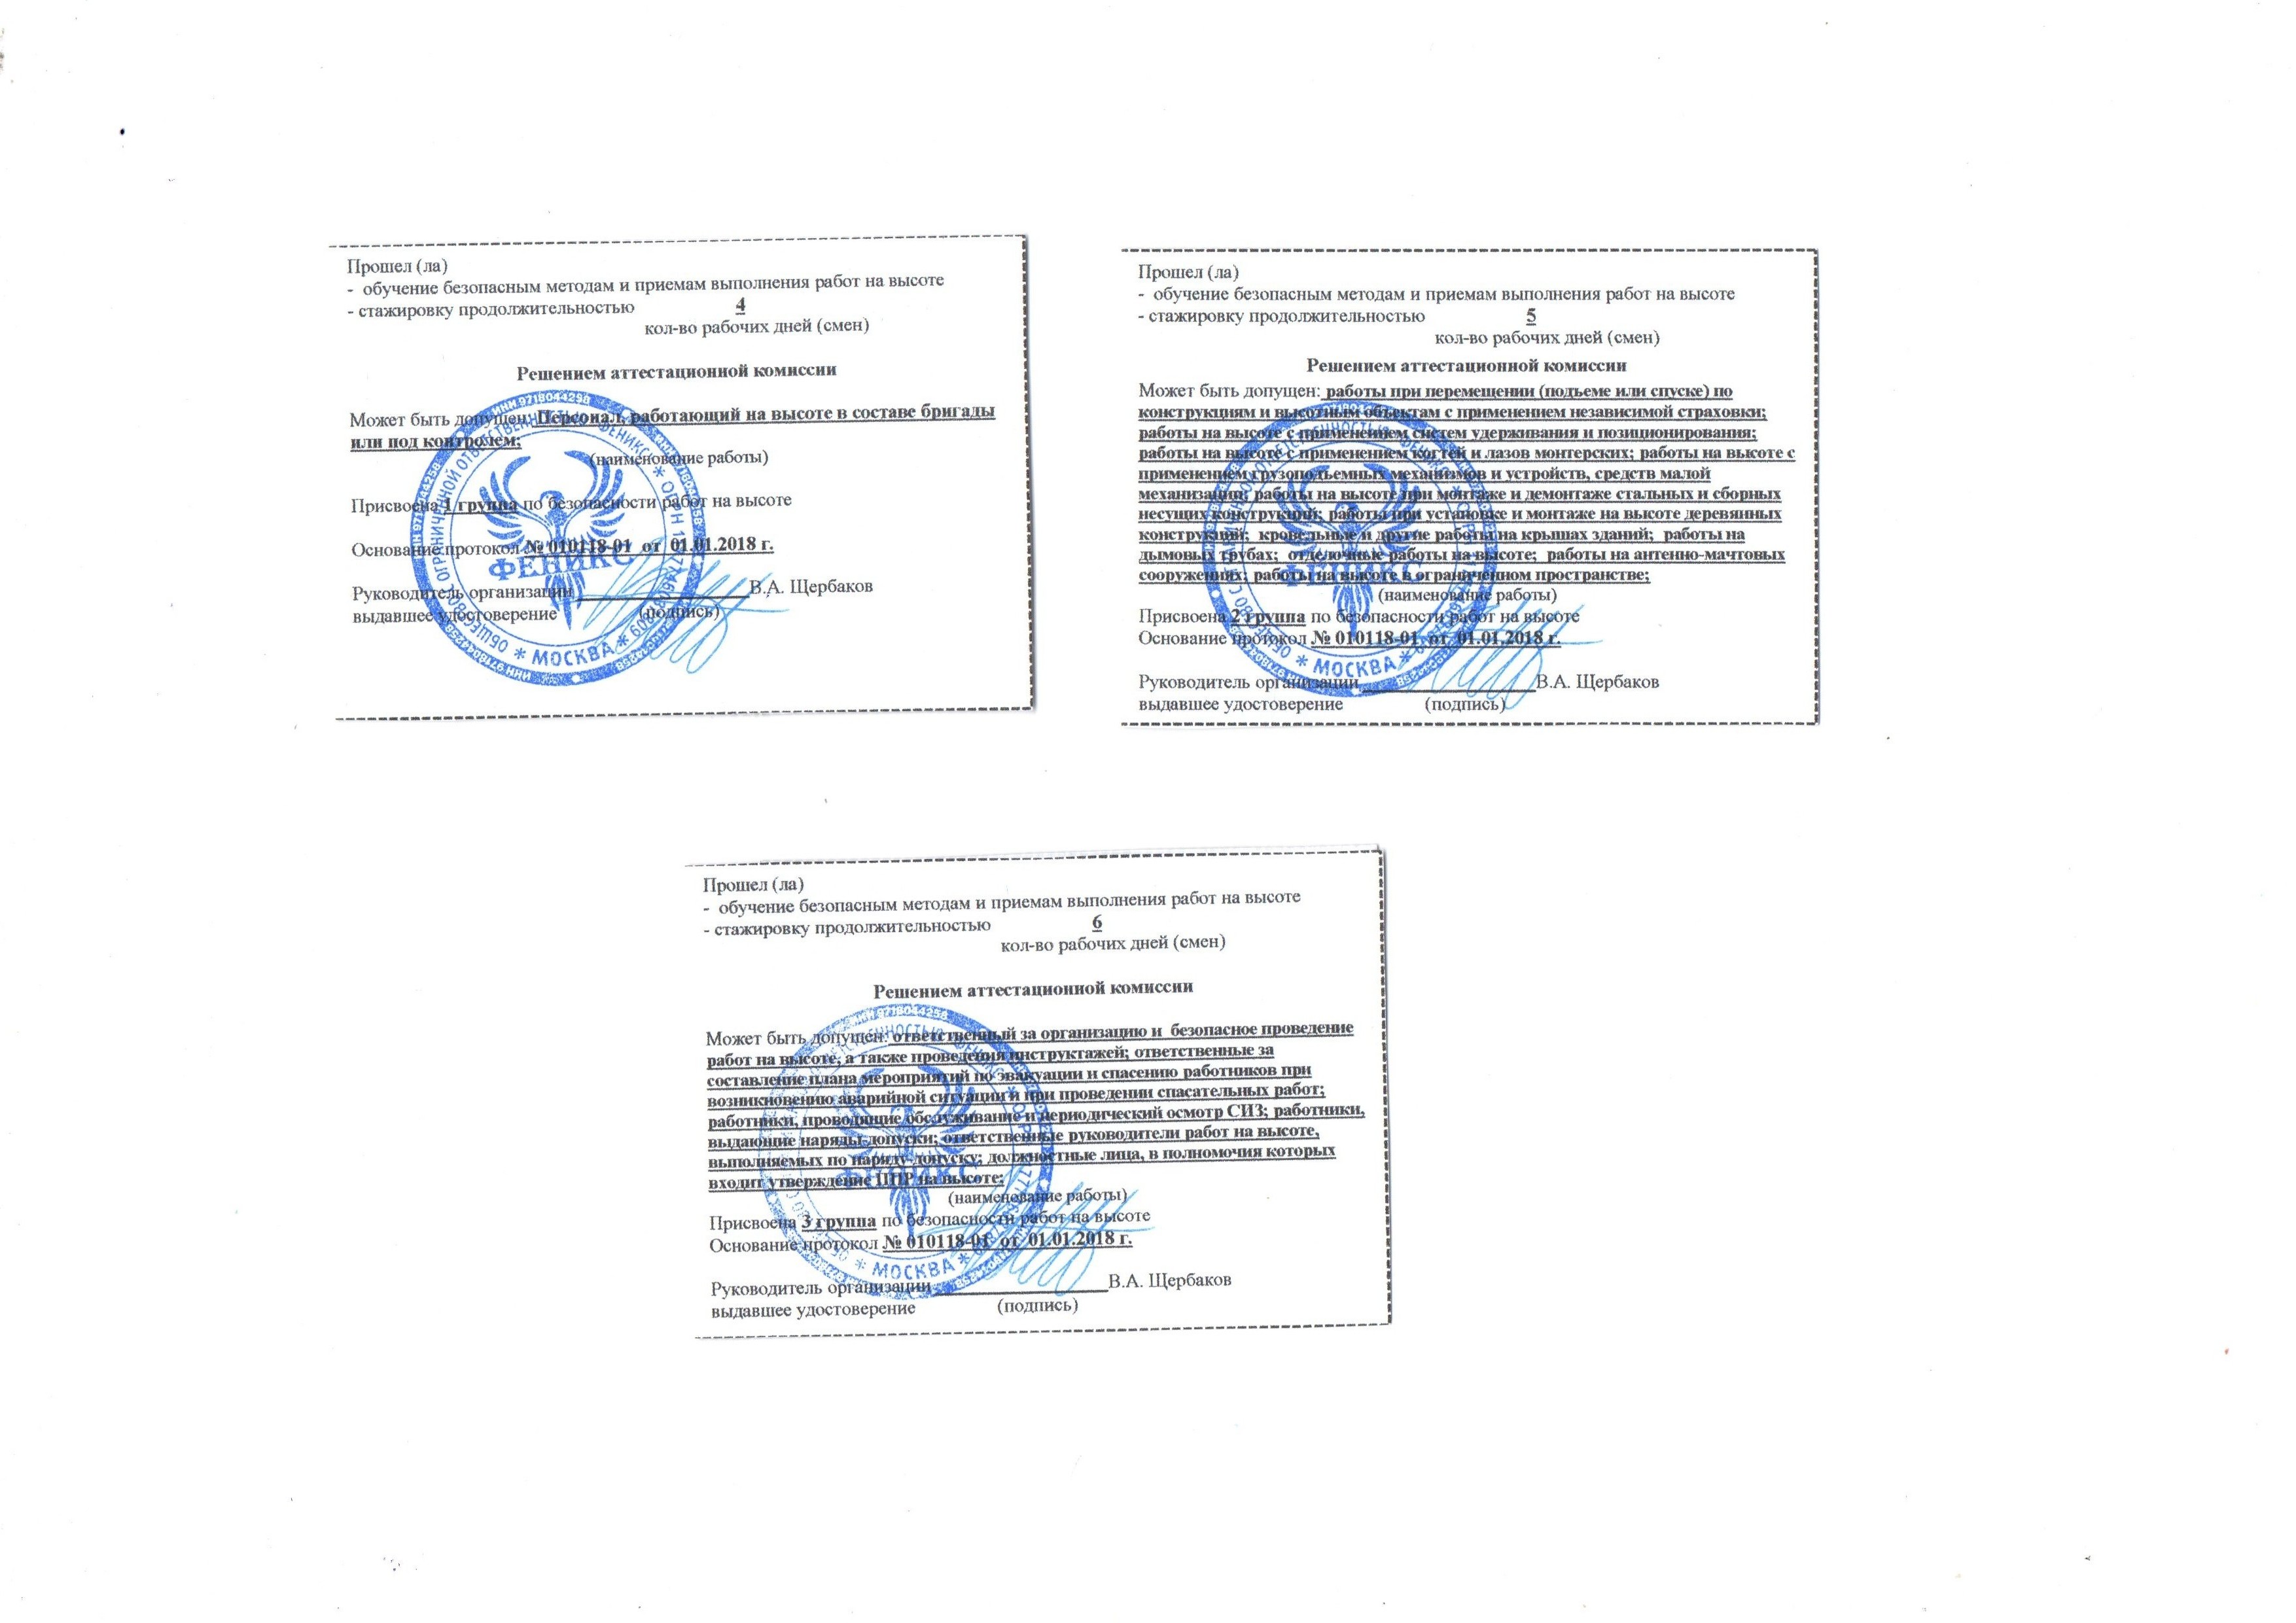 Прошел (ла)
- обучение безопасным методам и приемам выполнения работ на высоте
- стажировку продолжительностью 4
кол-во рабочих дней (смен)
Решением аттестационной комиссии
Может быть допущен: Персонал, работающий на высоте в составе бригады
или под контролем;
(наименование работы)
Присвоена 1 группа по безопасности работ на высоте
Основание протокол № 010118-01 от 01.01.2018 г.
Руководитель организации В.А. Щербаков
выдавшее удостоверение (подпись)
ФЕНИКС
* МОСКВА *
Прошел (ла)
- обучение безопасным методам и приемам выполнения работ на высоте
- стажировку продолжительностью 5
кол-во рабочих дней (смен)
Решением аттестационной комиссии
Может быть допущен: работы при перемещении (подъеме или спуске) по
конструкциям и высотным объектам с применением независимой страховки;
работы на высоте с применением систем удерживания и позиционирования;
работы на высоте с применением когтей и лазов монтерских; работы на высоте с
применением грузоподъемных механизмов и устройств, средств малой
механизации; работы на высоте при монтаже и демонтаже стальных и сборных
несущих конструкций; работы при установке и монтаже на высоте деревянных
конструкций; кровельные и другие работы на крышах зданий; работы на
дымовых трубах; отделочные работы на высоте; работы на антенно-мачтовых
сооружениях; работы на высоте в ограниченном пространстве;
(наименование работы)
Присвоена 2 группа по безопасности работ на высоте
Основание протокол № 010118-01 от 01.01.2018 г.
Руководитель организации В.А. Щербаков
выдавшее удостоверение (подпись)
ФЕНИКС
* МОСКВА *
Прошел (ла)
- обучение безопасным методам и приемам выполнения работ на высоте
- стажировку продолжительностью 6
кол-во рабочих дней (смен)
Решением аттестационной комиссии
Может быть допущен: ответственный за организацию и безопасное проведение
работ на высоте, а также проведения инструктажей; ответственные за
составление плана мероприятий по эвакуации и спасению работников при
возникновению аварийной ситуации и при проведении спасательных работ;
работники, проводящие обслуживание и периодический осмотр СИЗ; работники,
выдающие наряды-допуски; ответственные руководители работ на высоте,
выполняемых по наряду-допуску; должностные лица, в полномочия которых
входит утверждение ППР на высоте;
(наименование работы)
Присвоена 3 группа по безопасности работ на высоте
Основание протокол № 010118-01 от 01.01.2018 г.
Руководитель организации В.А. Щербаков
выдавшее удостоверение (подпись)
ФЕНИКС
* МОСКВА *